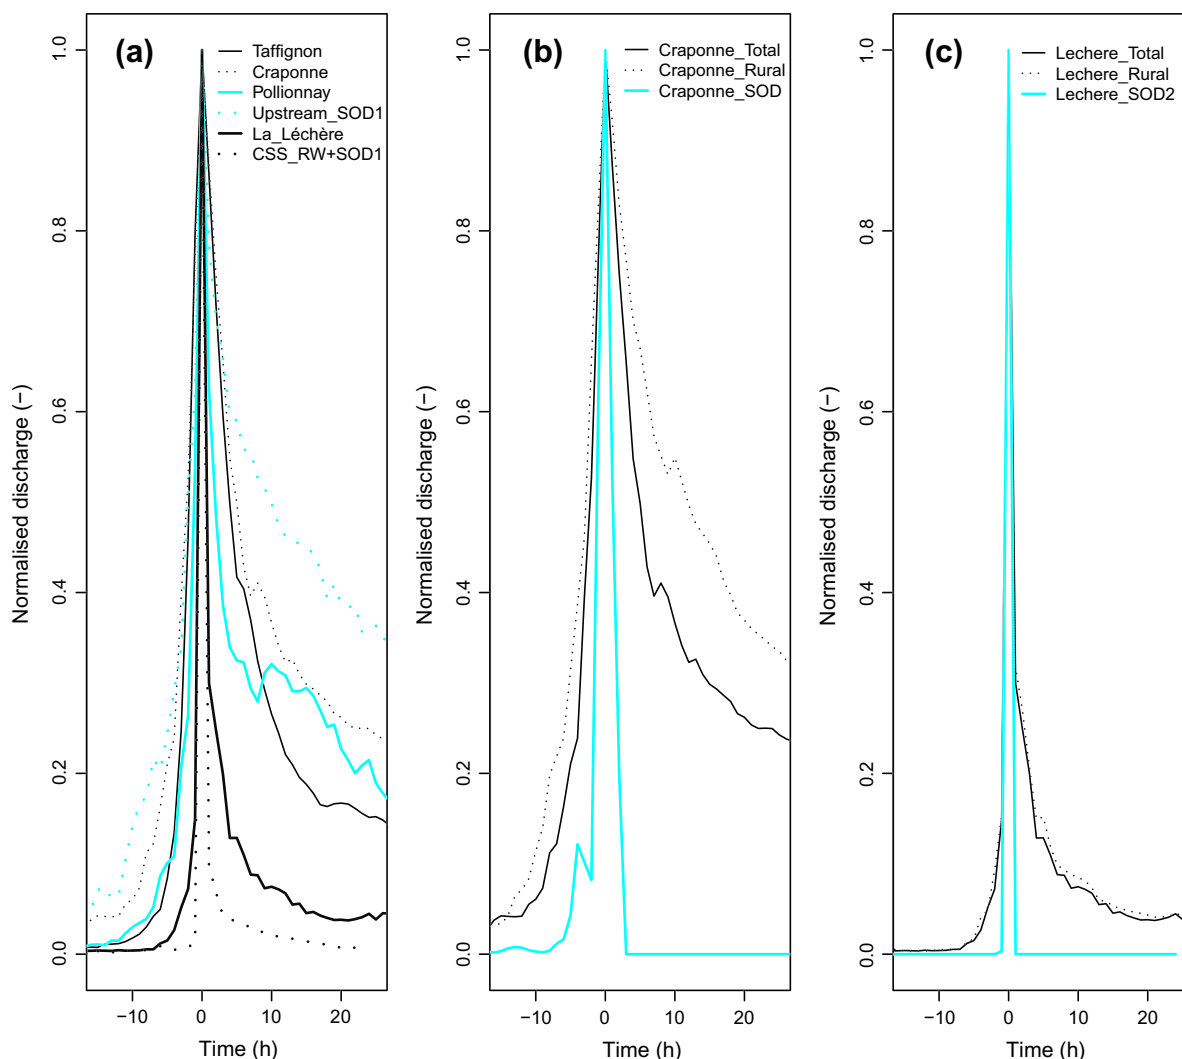 (a)
Taffignon
Craponne
Pollionnay
Upstream_SOD1
La_Léchère
CSS_RW+SOD1
Normalised discharge (−)
0.0
0.2
0.4
0.6
0.8
1.0
−10
0
10
20
Time (h)
(b)
Craponne_Total
Craponne_Rural
Craponne_SOD
Normalised discharge (−)
0.0
0.2
0.4
0.6
0.8
1.0
−10
0
10
20
Time (h)
(c)
Lechere_Total
Lechere_Rural
Lechere_SOD2
Normalised discharge (−)
0.0
0.2
0.4
0.6
0.8
1.0
−10
0
10
20
Time (h)